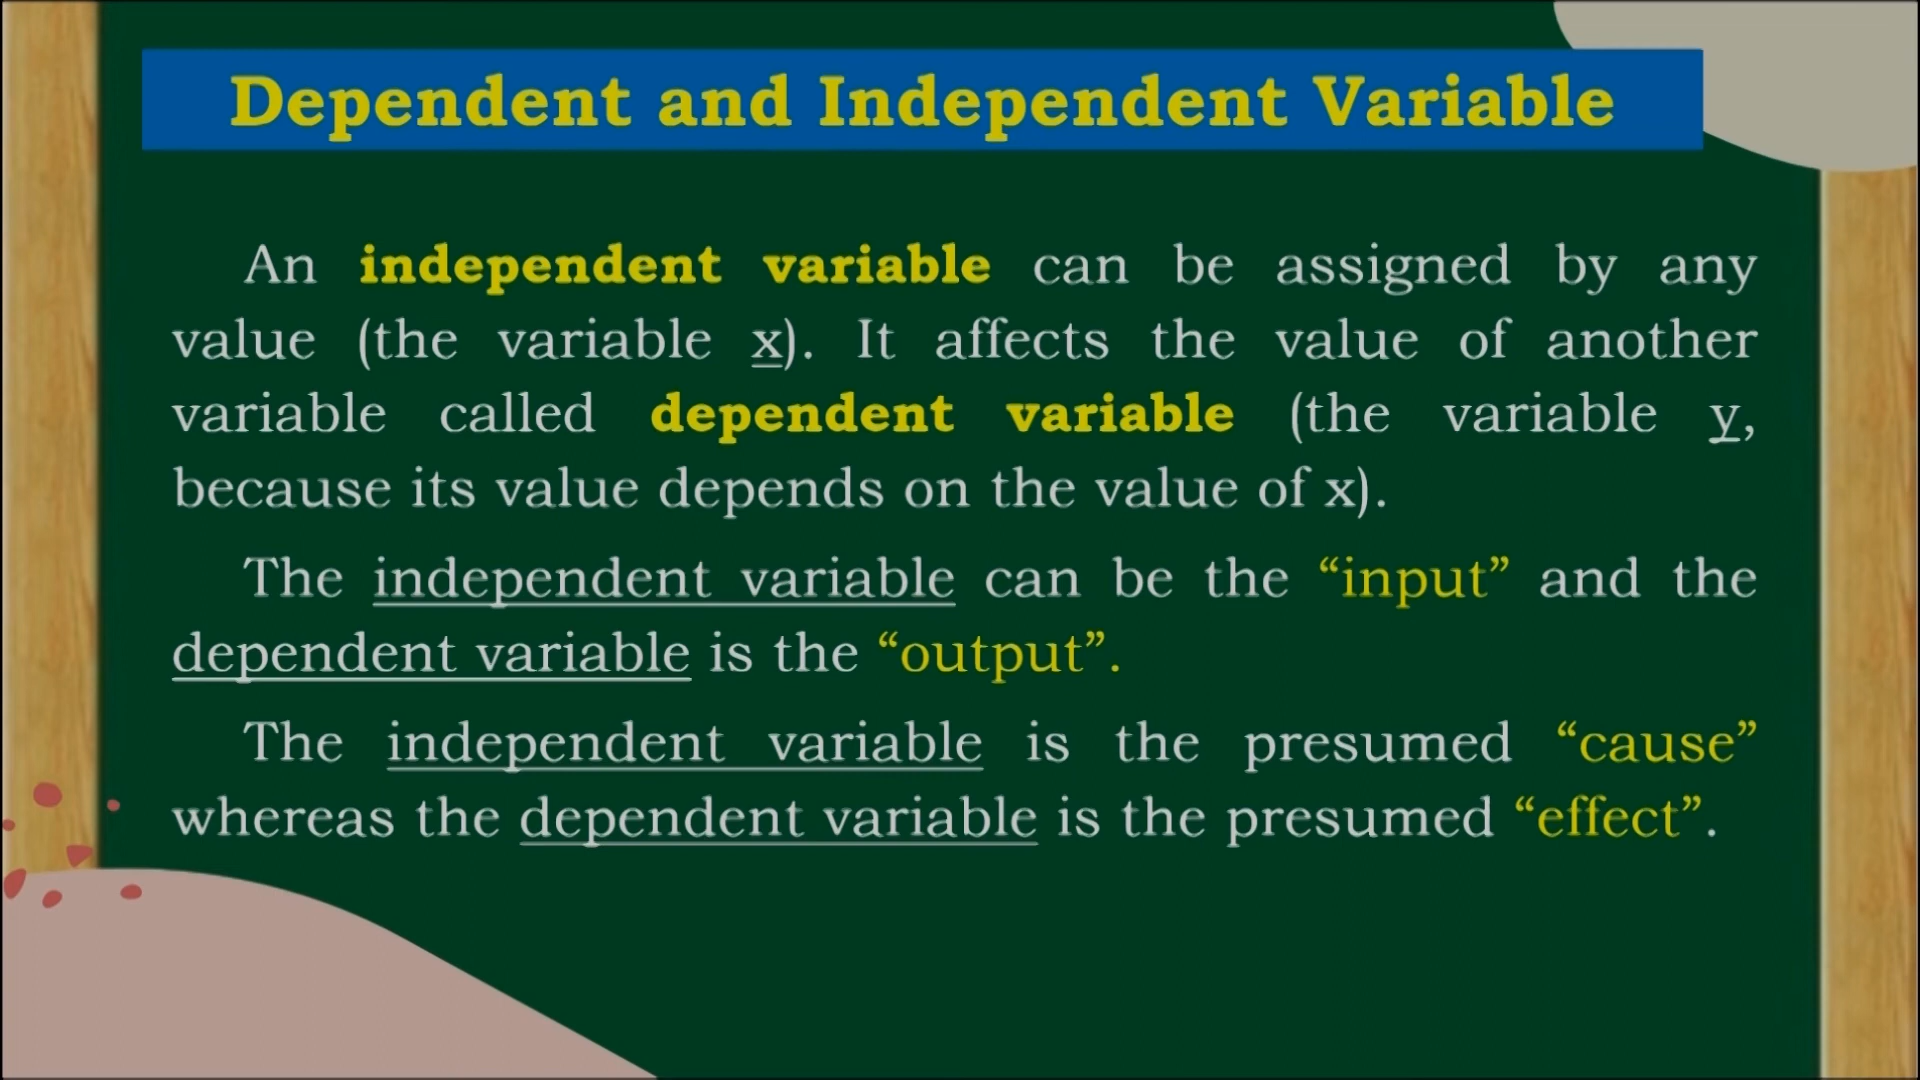 Dependent and Independent Variable
An independent variable can be assigned by any
value (the variable x). It affects the value of another
variable called dependent variable (the variable y,
because its value depends on the value of x).
The independent variable can be the “input” and the
dependent variable is the “output”.
The independent variable is the presumed “cause”
whereas the dependent variable is the presumed “effect”.